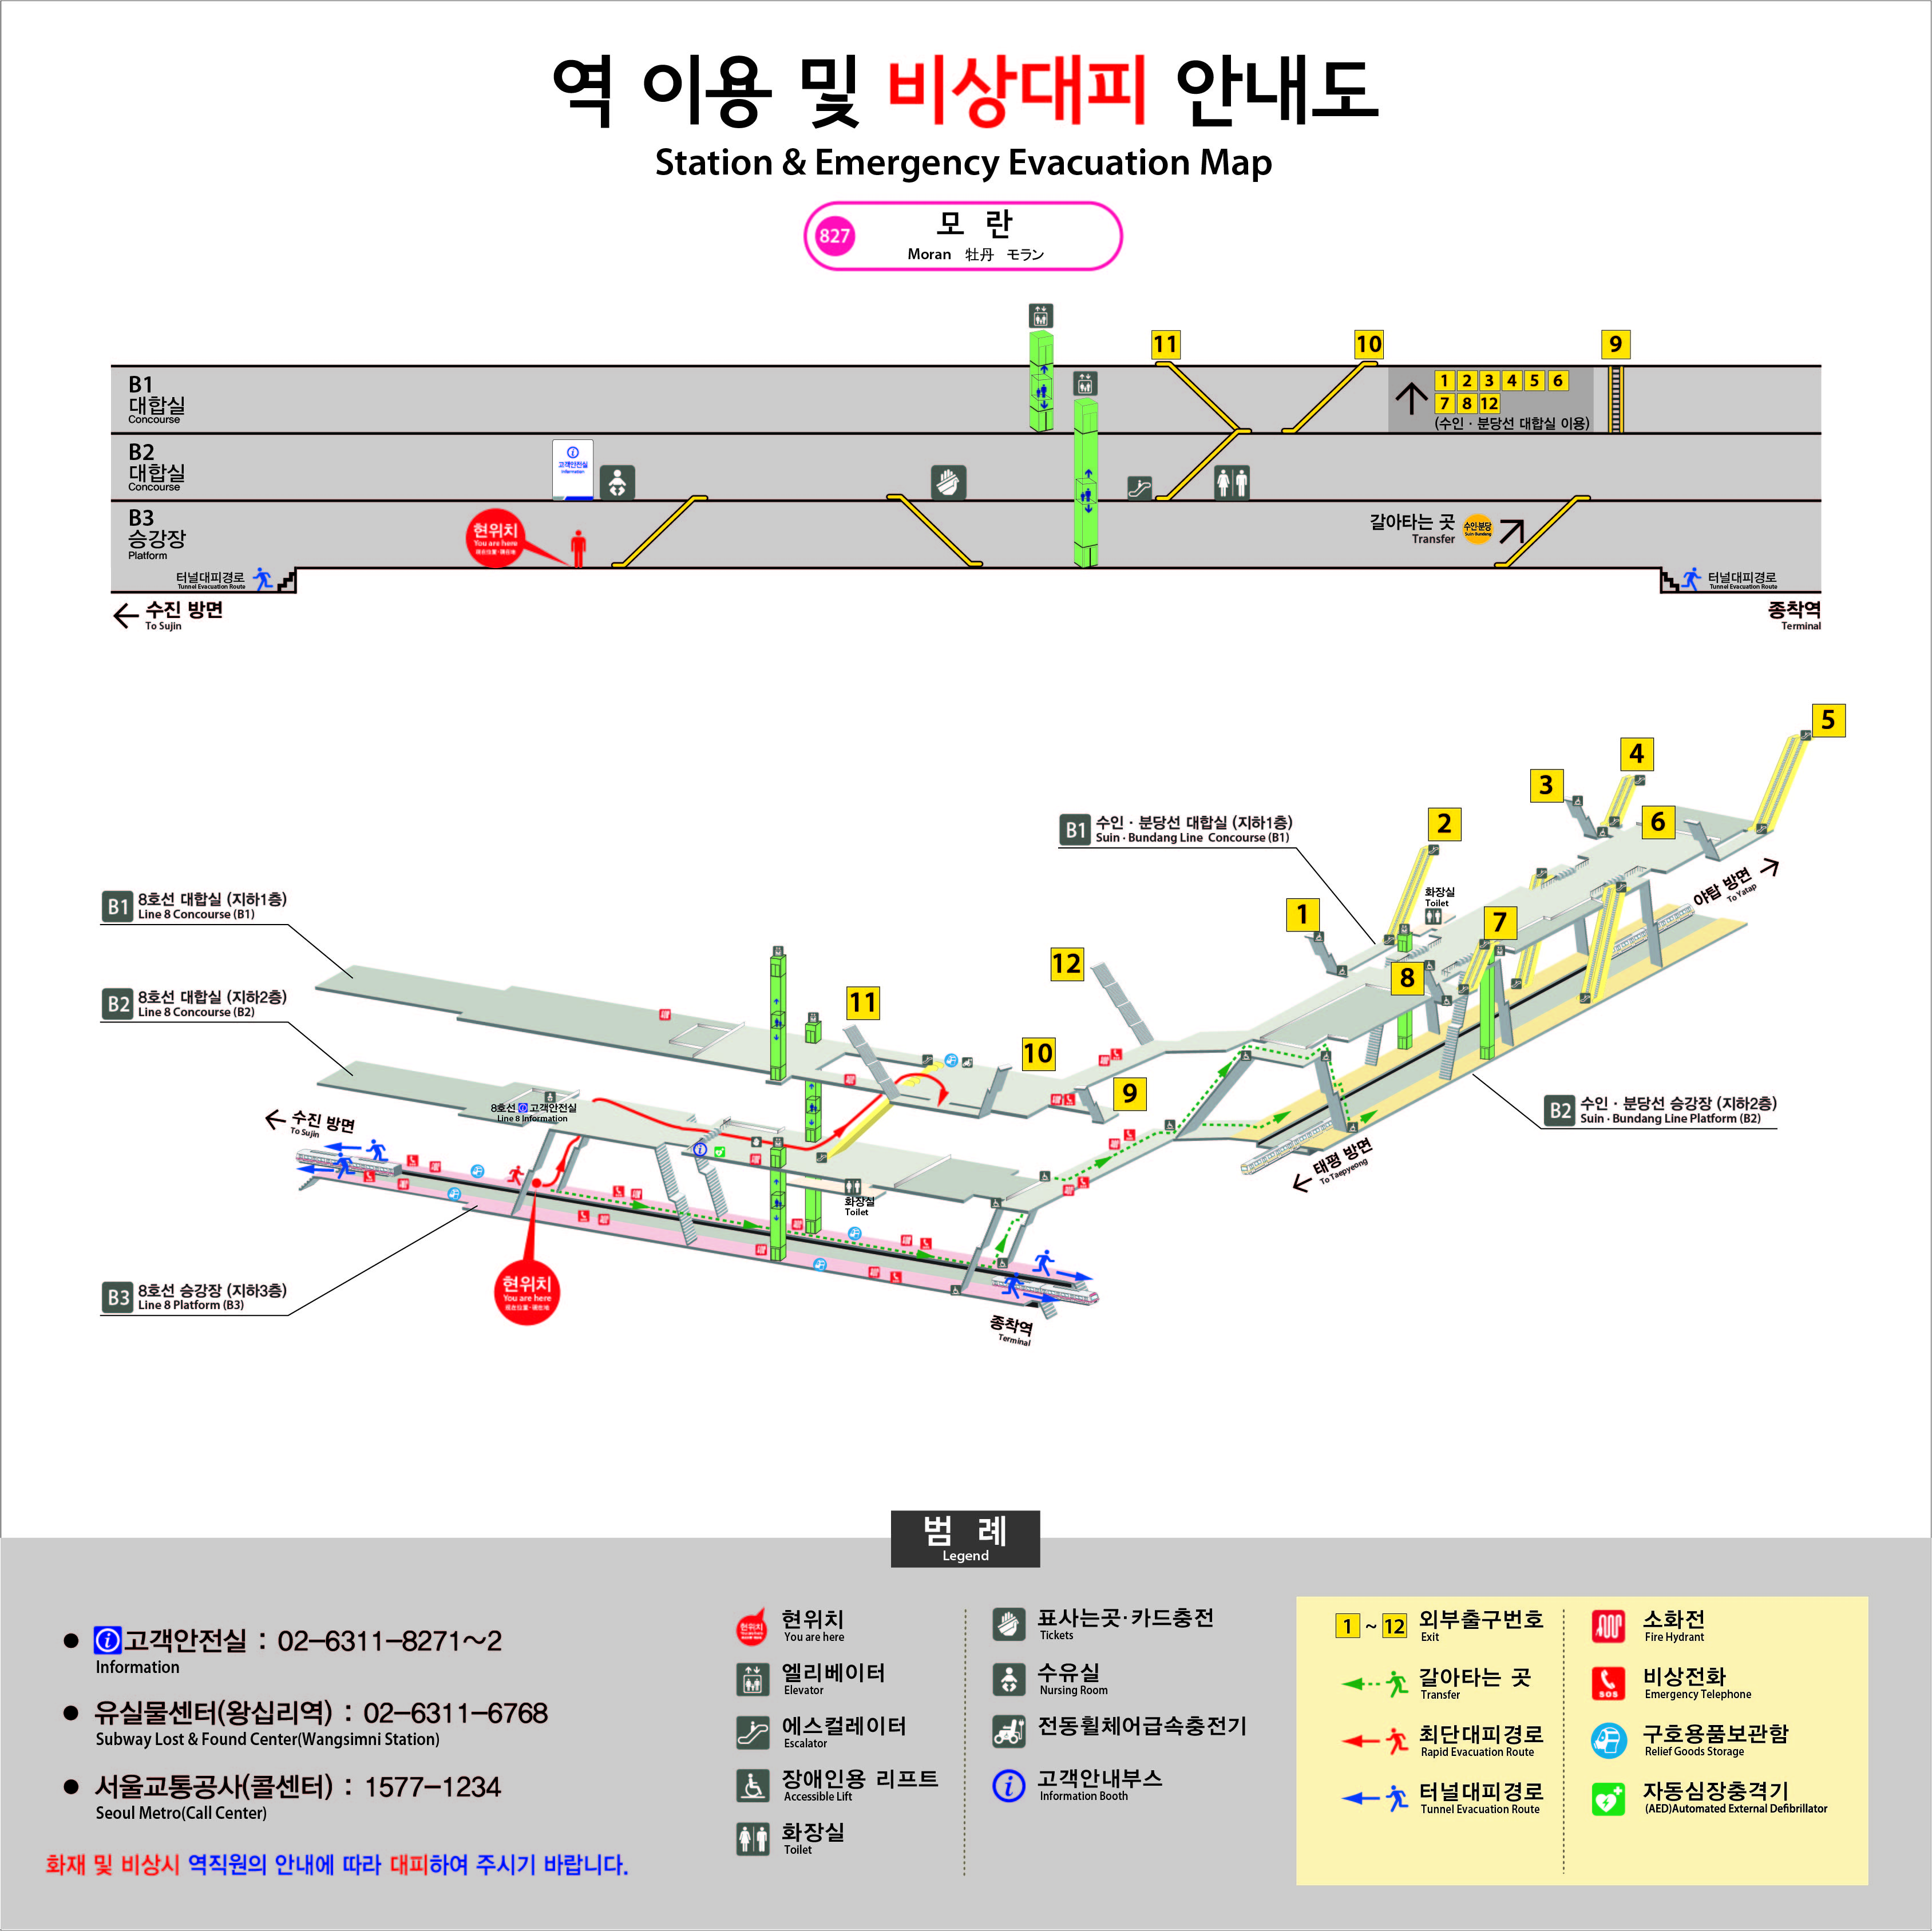 역 이용 및 비상대피 안내도
Station & Emergency Evacuation Map
827
모 란
Moran 牡丹 モラン
11
10
9
B1
대합실
Concourse
1 2 3 4 5 6
7 8 12
(수인 · 분당선 대합실 이용)
B2
대합실
Concourse
고객안전실
Information
B3
승강장
Platform
현위치
You are here
갈아타는 곳
Transfer
수인·분당
Suin·Bundang
터널대피경로
Tunnel Evacuation Route
터널대피경로
Tunnel Evacuation Route
수진 방면
To Sujin
종착역
Terminal
5
4
3
6
2
B1 수인 · 분당선 대합실 (지하1층)
Suin · Bundang Line Concourse (B1)
야탑 방면
To Yatap
화장실
Toilet
1
7
B1 8호선 대합실 (지하1층)
Line 8 Concourse (B1)
12
8
B2 8호선 대합실 (지하2층)
Line 8 Concourse (B2)
11
10
9
8호선 고객안전실
Line 8 Information
수진 방면
To Sujin
B2 수인 · 분당선 승강장 (지하2층)
Suin · Bundang Line Platform (B2)
태평 방면
To Taepyeong
화장실
Toilet
현위치
You are here
B3 8호선 승강장 (지하3층)
Line 8 Platform (B3)
종착역
Terminal
범 례
Legend
고객안전실 : 02-6311-8271~2
Information
유실물센터(왕십리역) : 02-6311-6768
Subway Lost & Found Center(Wangsimni Station)
서울교통공사(콜센터) : 1577-1234
Seoul Metro(Call Center)
화재 및 비상시 역직원의 안내에 따라 대피하여 주시기 바랍니다.
현위치
현위치
You are here
엘리베이터
Elevator
에스컬레이터
Escalator
장애인용 리프트
Accessible Lift
화장실
Toilet
표사는곳·카드충전
Tickets
수유실
Nursing Room
전동휠체어급속충전기
고객안내부스
Information Booth
1 ~ 12 외부출구번호
Exit
갈아타는 곳
Transfer
최단대피경로
Rapid Evacuation Route
터널대피경로
Tunnel Evacuation Route
소화전
Fire Hydrant
SOS
비상전화
Emergency Telephone
구호용품보관함
Relief Goods Storage
자동심장충격기
(AED)Automated External Defibrillator